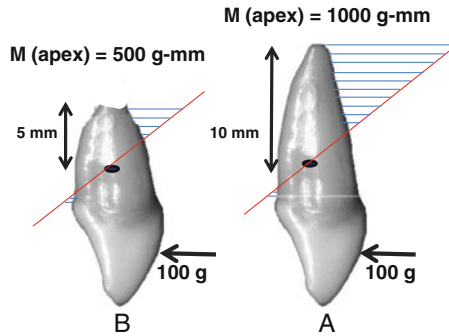 M (apex) = 1000 g-mm
M (apex) = 500 g-mm
5 mm
10 mm
100 g
100 g
B
A